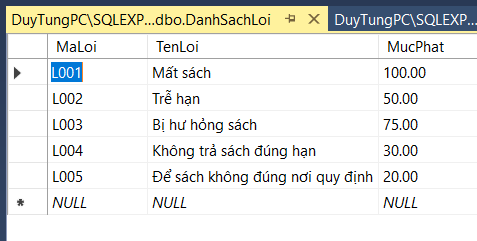 DuyTungPC\SQLEXP...dbo.DanhSachLoi DuyTungPC\SQLEXP...
MaLoi TenLoi MucPhat
L001 Mất sách 100.00
L002 Trễ hạn 50.00
L003 Bị hư hỏng sách 75.00
L004 Không trả sách đúng hạn 30.00
L005 Để sách không đúng nơi quy định 20.00
NULL NULL NULL